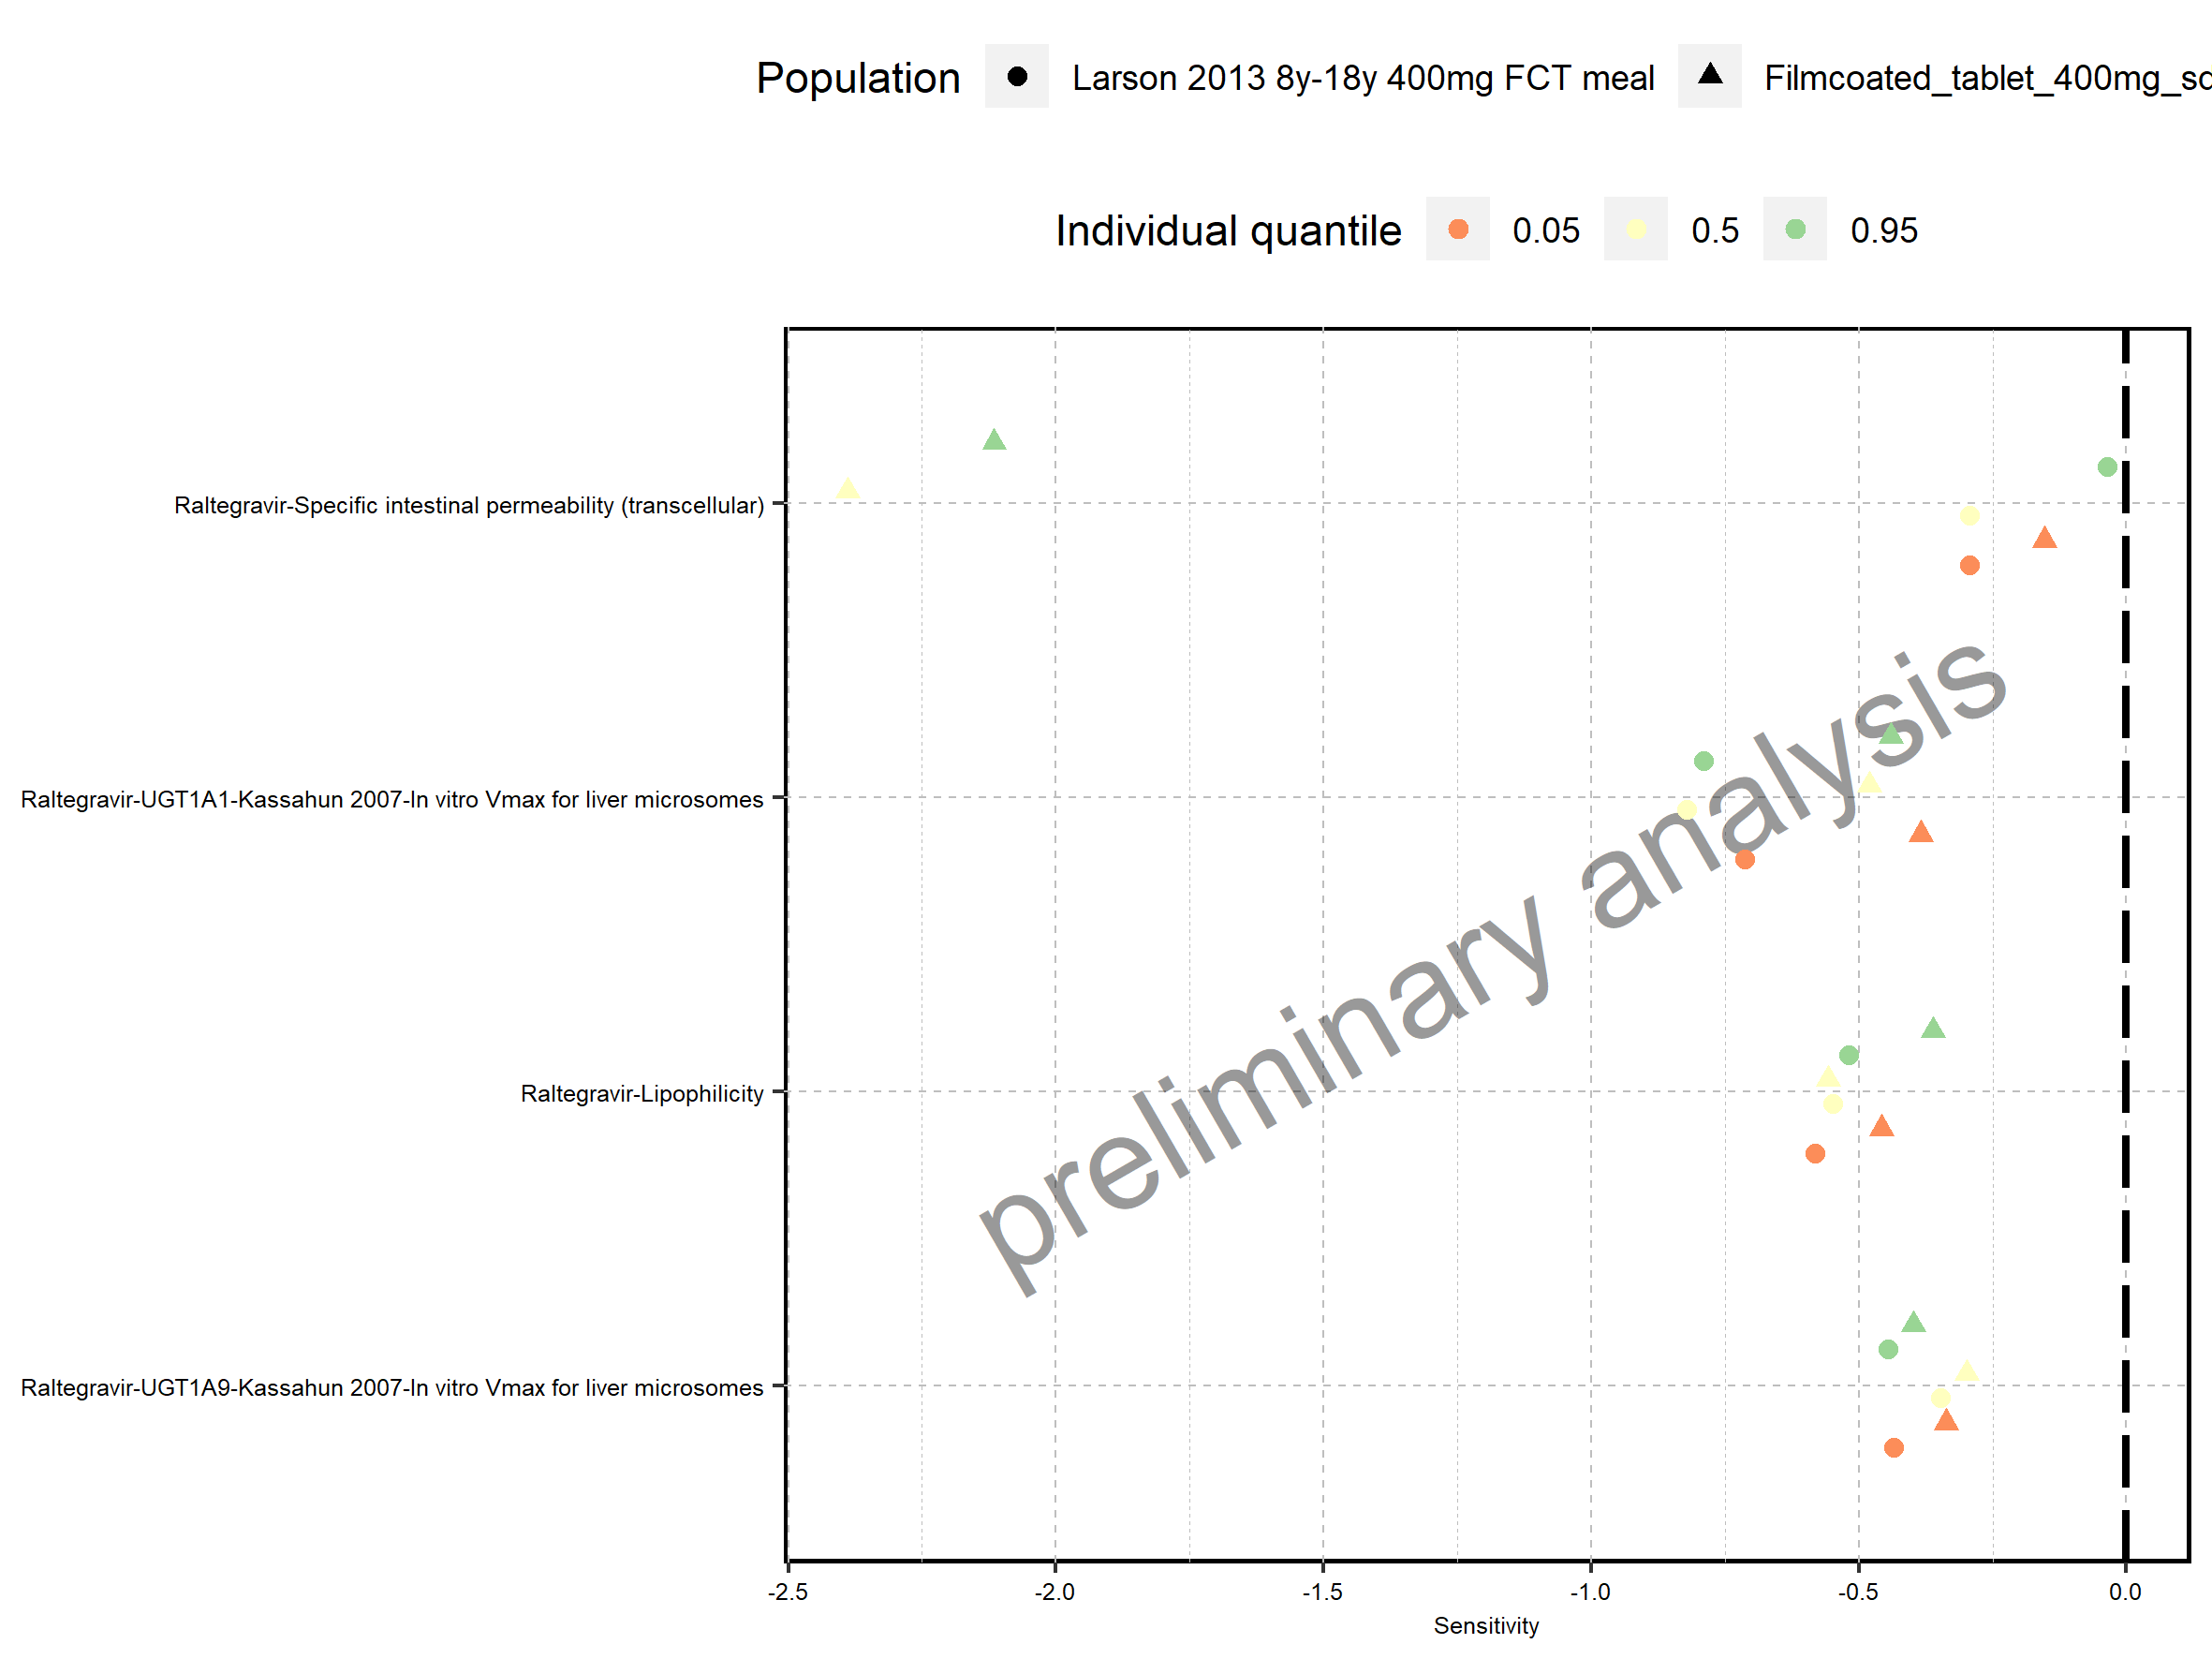 Population Larson 2013 8y-18y 400mg FCT meal Filmcoated_tablet_400mg_
Individual quantile 0.05 0.5 0.95
Raltegravir-Specific intestinal permeability (transcellular)
Raltegravir-UGT1A1-Kassahun 2007-In vitro Vmax for liver microsomes
Raltegravir-Lipophilicity
Raltegravir-UGT1A9-Kassahun 2007-In vitro Vmax for liver microsomes
preliminary analysis
-2.5 -2.0 -1.5 -1.0 -0.5 0.0
Sensitivity